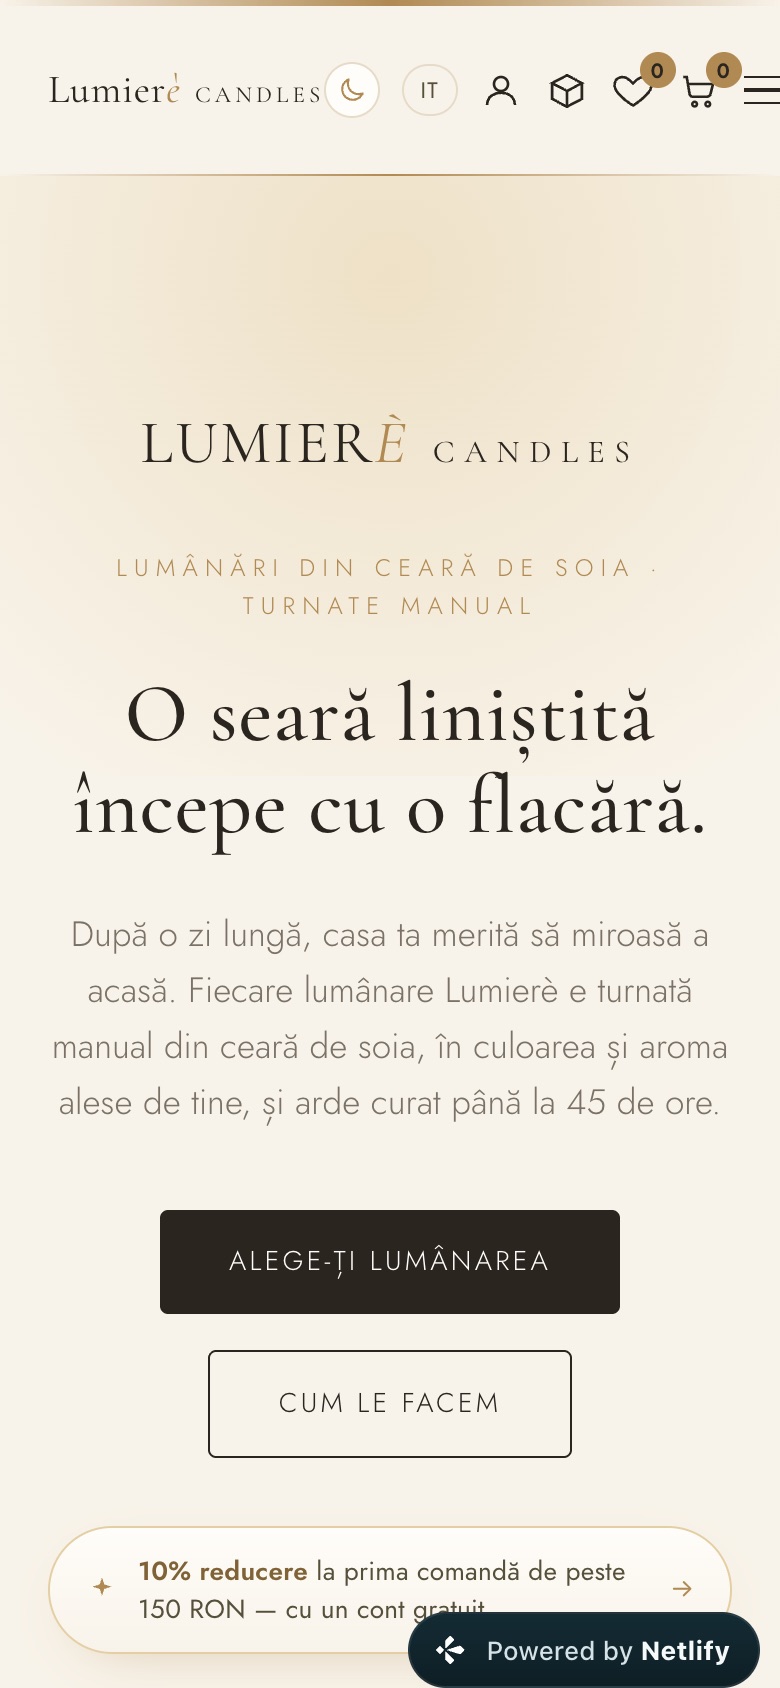 Lumierè CANDLES IT 0 0
LUMIERÈ CANDLES
LUMÂNĂRI DIN CEARĂ DE SOIA ·
TURNATE MANUAL
O seară liniștită
începe cu o flacără.
După o zi lungă, casa ta merită să miroasă a
acasă. Fiecare lumânare Lumierè e turnată
manual din ceară de soia, în culoarea și aroma
alese de tine, și arde curat până la 45 de ore.
ALEGE-ȚI LUMÂNAREA
CUM LE FACEM
10% reducere la prima comandă de peste
150 RON — cu un cont gratuit
Powered by Netlify